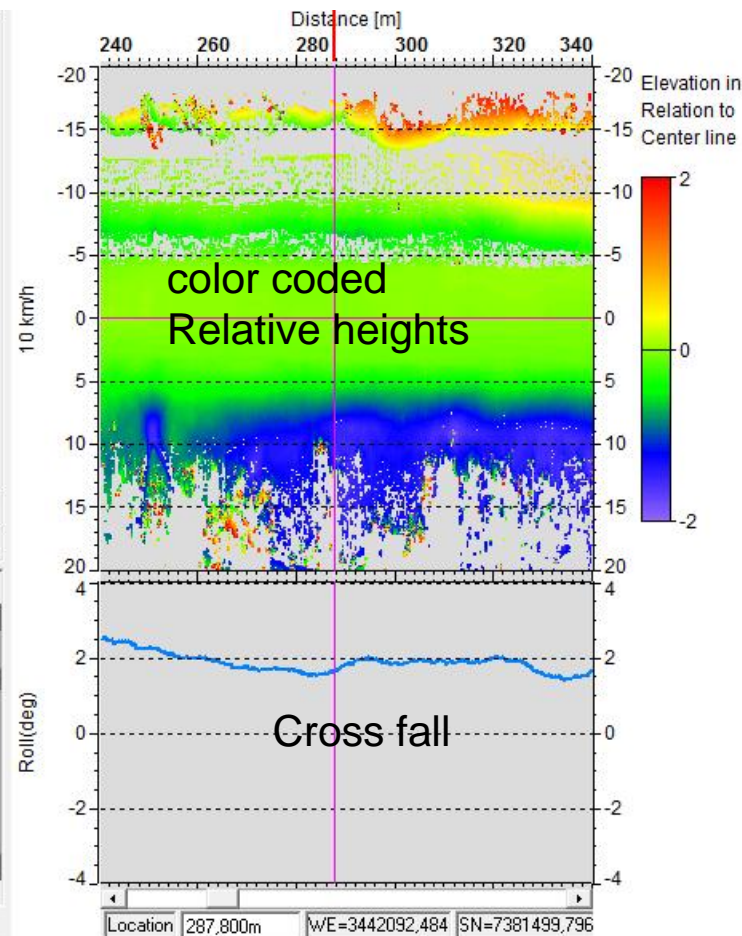 Distance [m]
240 260 280 300 320 340
-20 -20
-15 -15
-10 -10
-5 -5
0 0
5 5
10 10
15 15
20 20
10 km/h
color coded
Relative heights
Elevation in
Relation to
Center line
2
0
-2
4 4
2 2
0 0
-2 -2
-4 -4
Roll(deg)
Cross fall
Location 287,800m WE=3442092,484 SN=7381499,796